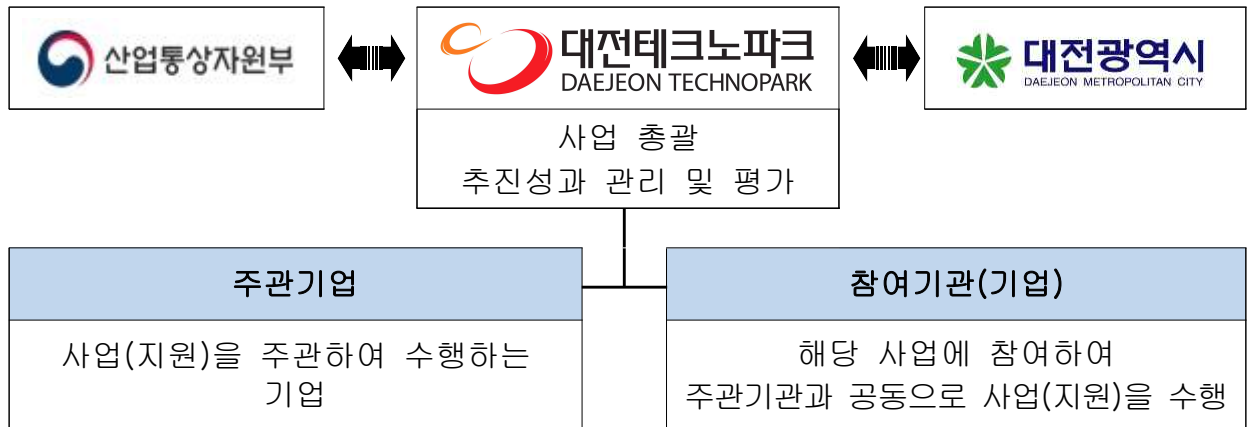 산업통상자원부
대전테크노파크
DAEJEON TECHNOPARK
대전광역시
DAEJEON METROPOLITAN CITY
사업 총괄
추진성과 관리 및 평가
주관기업
참여기관(기업)
사업(지원)을 주관하여 수행하는
기업
해당 사업에 참여하여
주관기관과 공동으로 사업(지원)을 수행